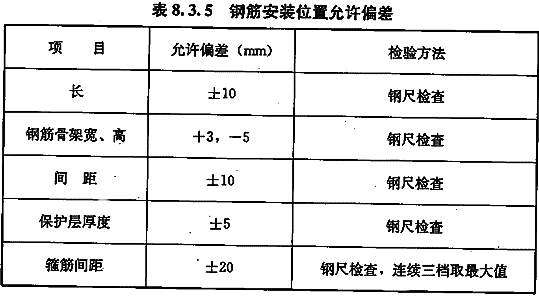 表8.3.5 钢筋安装位置允许偏差
项 目 允许偏差（mm） 检验方法
长 ±10 钢尺检查
钢筋骨架宽、高 +3，-5 钢尺检查
间 距 ±10 钢尺检查
保护层厚度 ±5 钢尺检查
箍筋间距 ±20 钢尺检查，连续三档取最大值